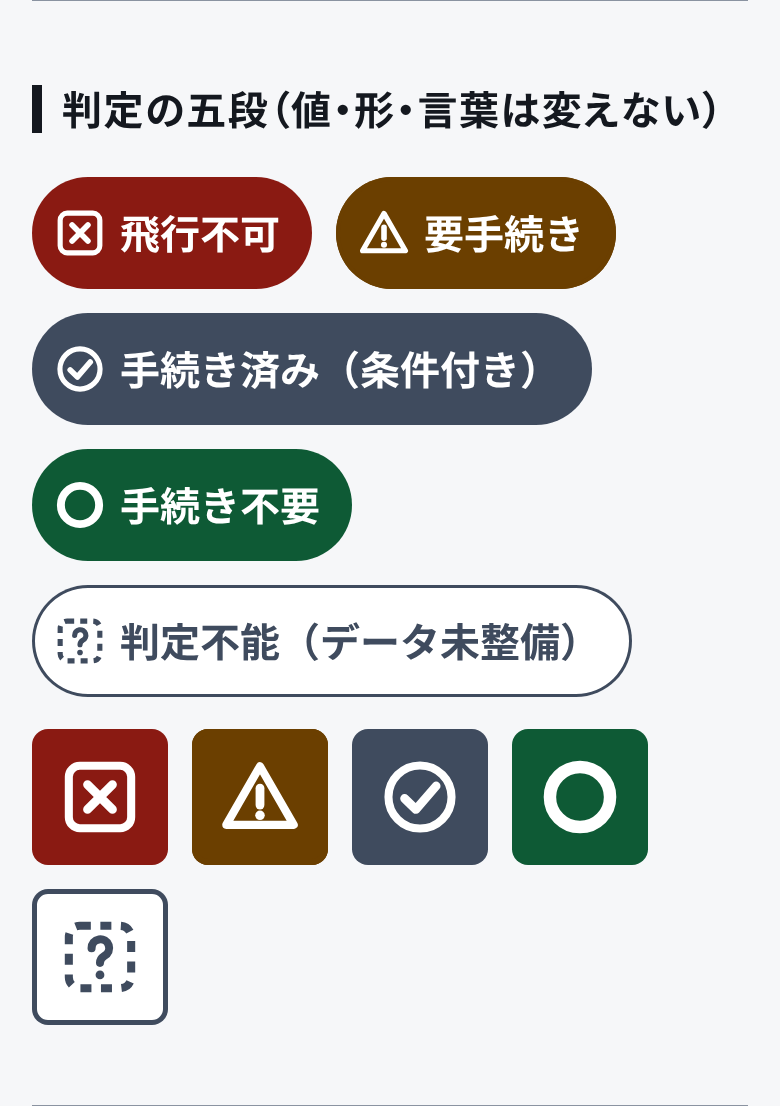 判定の五段（値・形・言葉は変えない）
飛行不可
要手続き
手続き済み（条件付き）
手続き不要
判定不能（データ未整備）